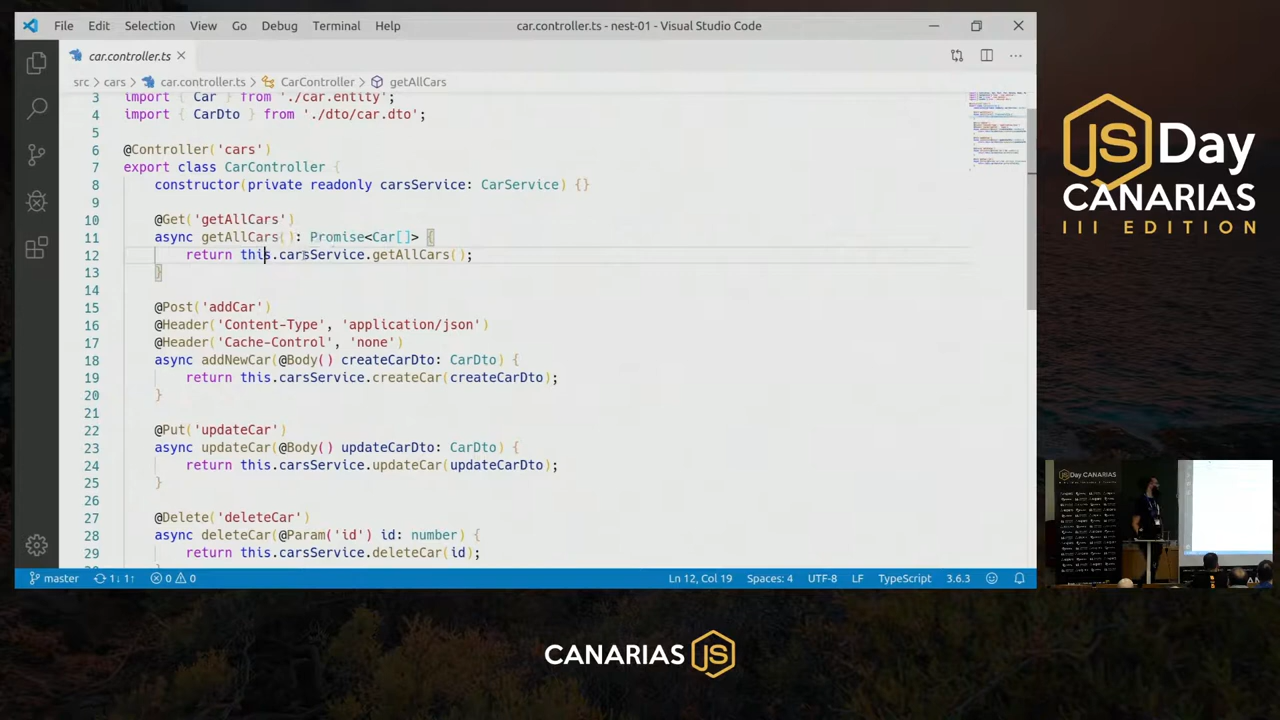 File Edit Selection View Go Debug Terminal Help car.controller.ts - nest-01 - Visual Studio Code
car.controller.ts
src > cars > car.controller.ts > CarController > getAllCars
3 import { Car } from './car.entity';
4 import { CarDto } from './dto/car.dto';
5
6 @Controller('cars')
7 export class CarController {
8 constructor(private readonly carsService: CarService) {}
9
10 @Get('getAllCars')
11 async getAllCars(): Promise<Car[]> {
12 return this.carsService.getAllCars();
13 }
14
15 @Post('addCar')
16 @Header('Content-Type', 'application/json')
17 @Header('Cache-Control', 'none')
18 async addNewCar(@Body() createCarDto: CarDto) {
19 return this.carsService.createCar(createCarDto);
20 }
21
22 @Put('updateCar')
23 async updateCar(@Body() updateCarDto: CarDto) {
24 return this.carsService.updateCar(updateCarDto);
25 }
26
27 @Delete('deleteCar')
28 async deleteCar(@Param('id') id: number) {
29 return this.carsService.deleteCar(id);
master 1↓ 1↑ 0 0 Ln 12, Col 19 Spaces: 4 UTF-8 LF TypeScript 3.6.3
JS Day
CANARIAS
III EDITION
JSDay CANARIAS
CANARIAS JS